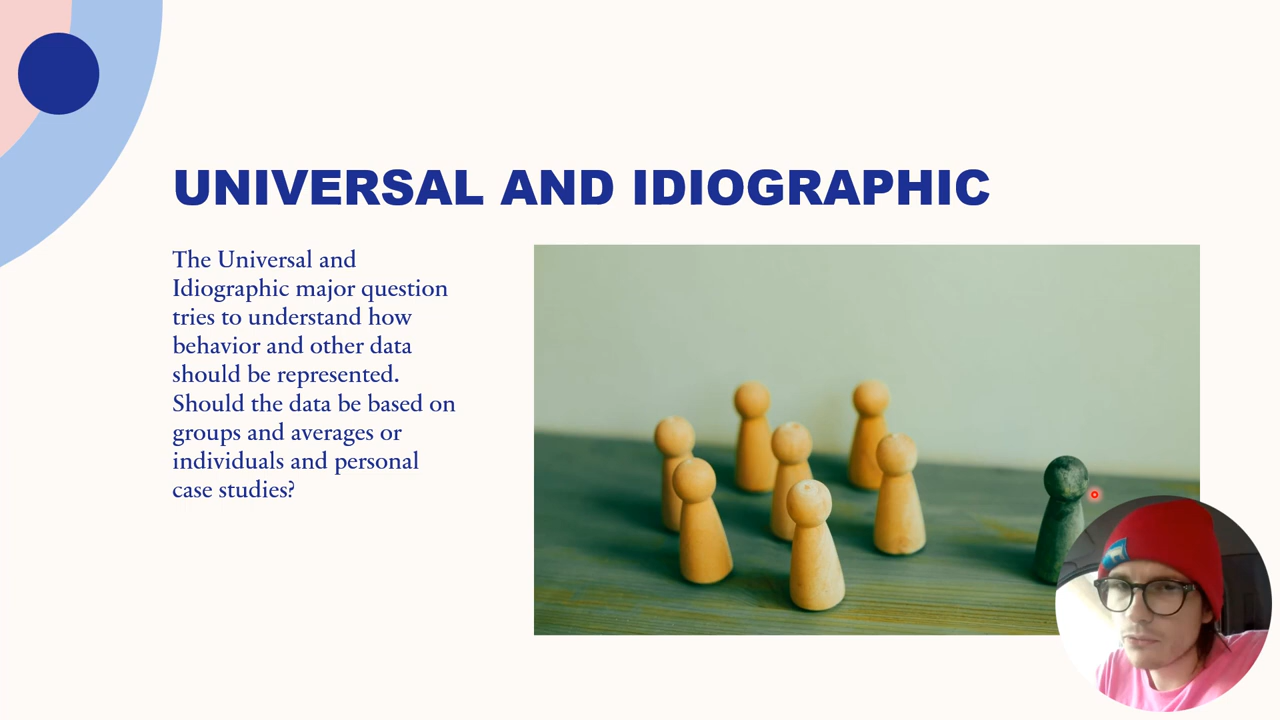 UNIVERSAL AND IDIOGRAPHIC
The Universal and
Idiographic major question
tries to understand how
behavior and other data
should be represented.
Should the data be based on
groups and averages or
individuals and personal
case studies?